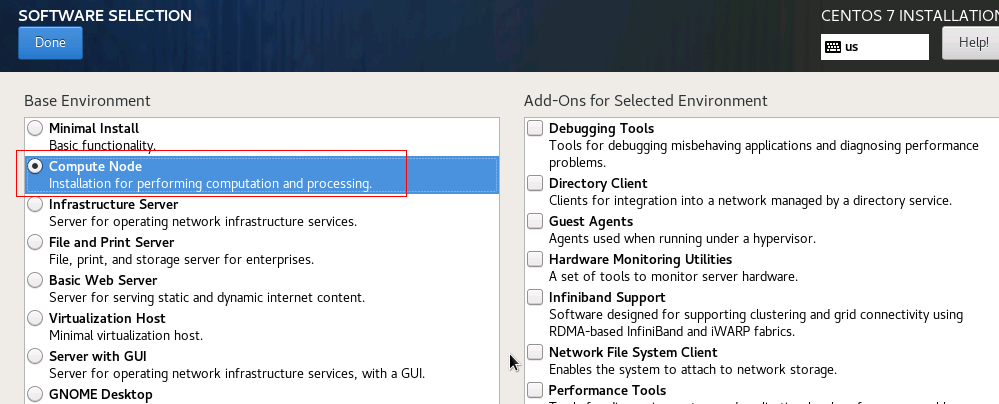 SOFTWARE SELECTION
CENTOS 7 INSTALLATION
Done
us
Help!
Base Environment
Minimal Install
Basic functionality.
Compute Node
Installation for performing computation and processing.
Infrastructure Server
Server for operating network infrastructure services.
File and Print Server
File, print, and storage server for enterprises.
Basic Web Server
Server for serving static and dynamic internet content.
Virtualization Host
Minimal virtualization host.
Server with GUI
Server for operating network infrastructure services, with a GUI.
GNOME Desktop
Add-Ons for Selected Environment
Debugging Tools
Tools for debugging misbehaving applications and diagnosing performance
problems.
Directory Client
Clients for integration into a network managed by a directory service.
Guest Agents
Agents used when running under a hypervisor.
Hardware Monitoring Utilities
A set of tools to monitor server hardware.
Infiniband Support
Software designed for supporting clustering and grid connectivity using
RDMA-based InfiniBand and iWARP fabrics.
Network File System Client
Enables the system to attach to network storage.
Performance Tools